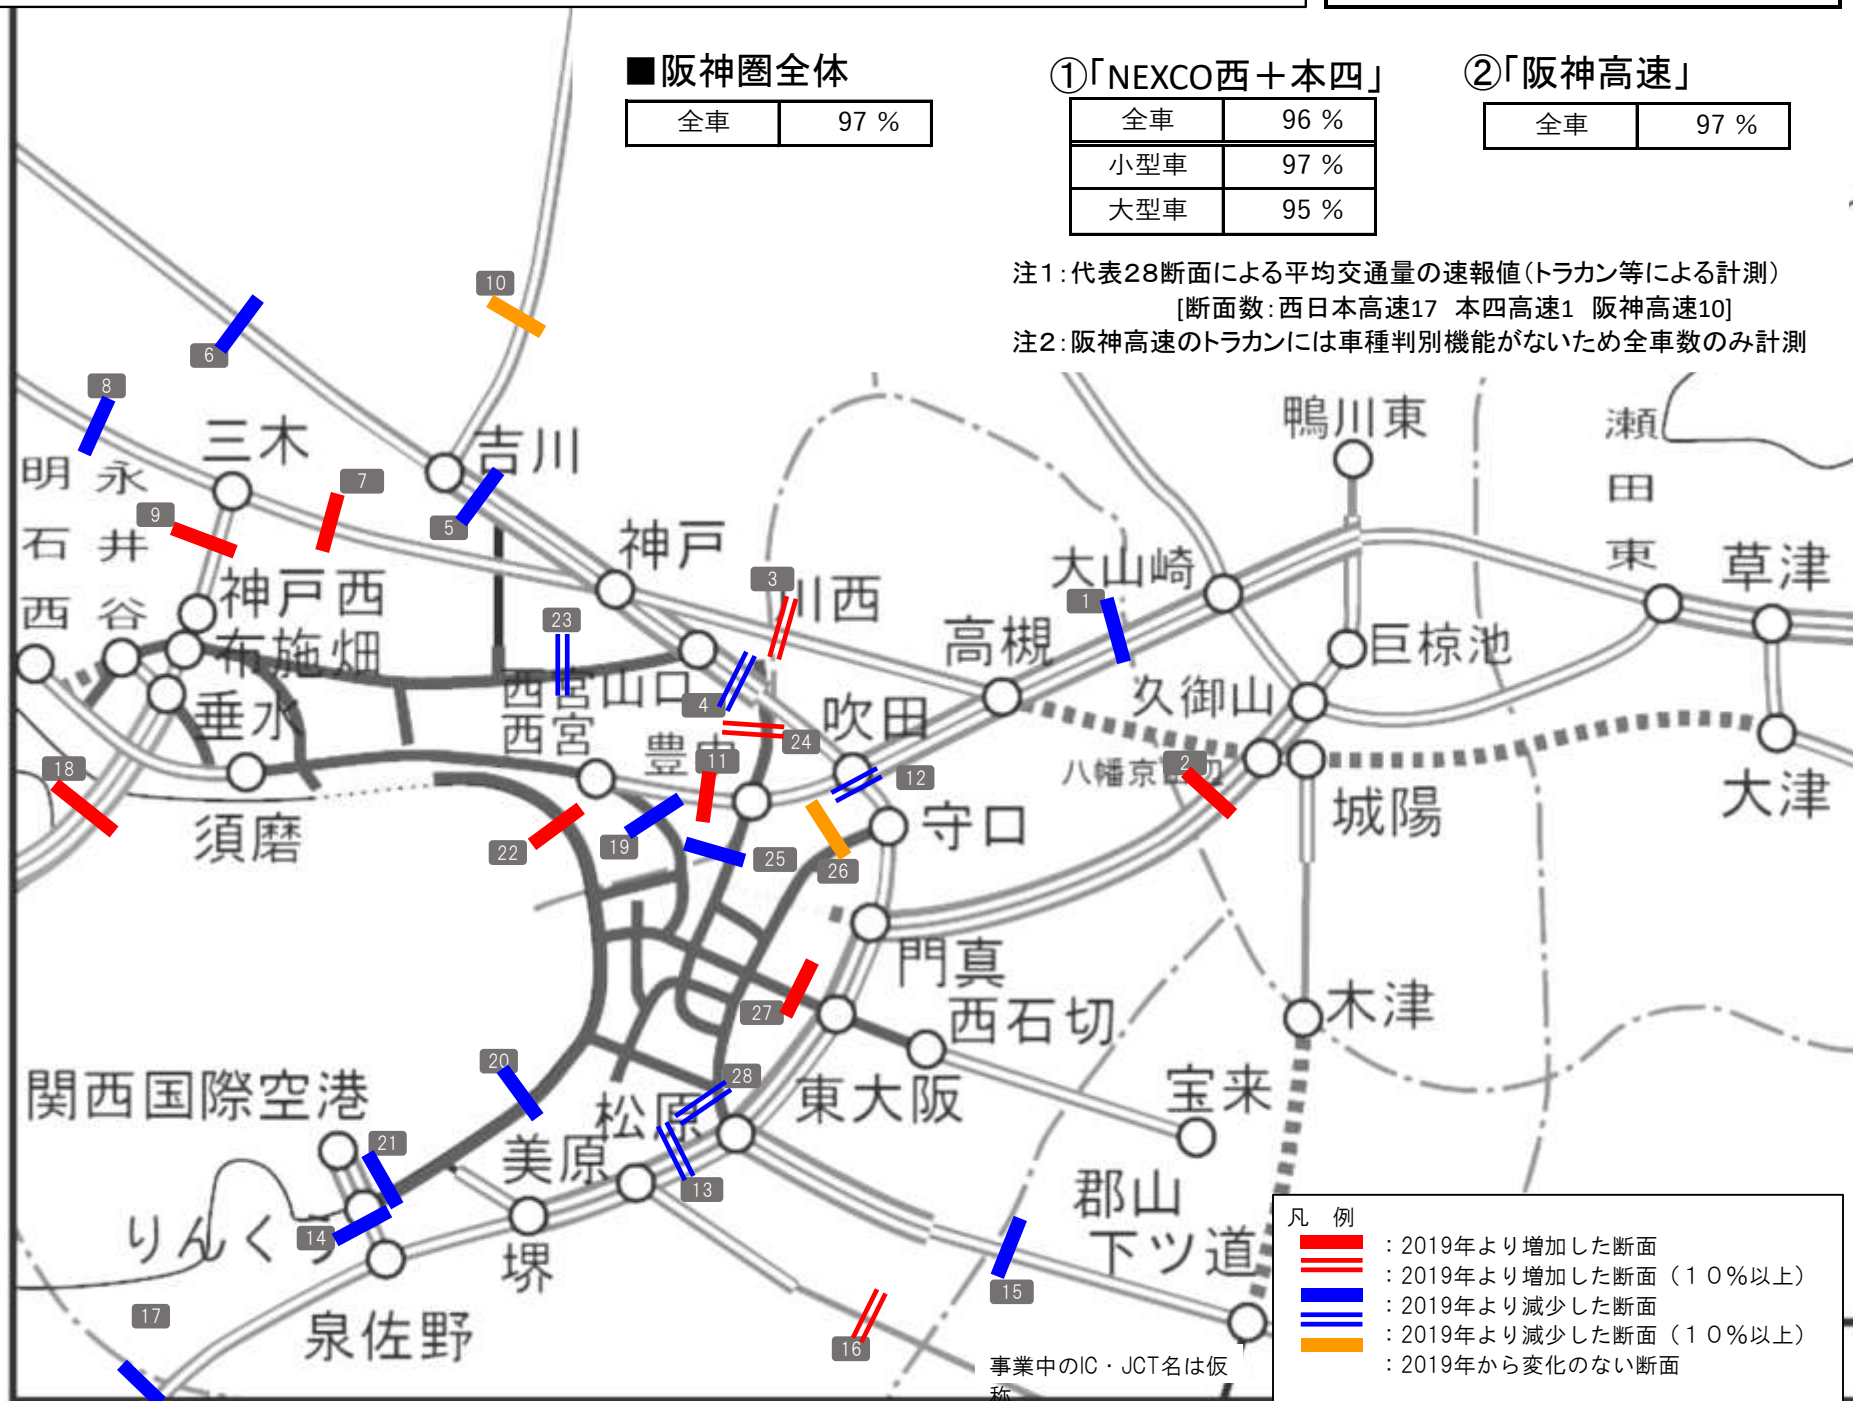 ■阪神圏全体
全車 97 %
①「NEXCO西＋本四」
全車 96 %
小型車 97 %
大型車 95 %
②「阪神高速」
全車 97 %
注１：代表28断面による平均交通量の速報値（トラカン等による計測）
[断面数：西日本高速17 本四高速1 阪神高速10]
注２：阪神高速のトラカンには車種判別機能がないため全車数のみ計測
10
6
8
三木
吉川
鴨川東
瀬田東
明石西
永井谷
7
9
5
神戸
大山崎
草津
3
川西
1
神戸西
布施畑
23
高槻
巨椋池
西宮山口
西宮
4
久御山
垂水
吹田
24
豊中
11
12
2
18
城陽
大津
須磨
22
19
25
26
守口
門真
27
西石切
木津
20
28
関西国際空港
松原
東大阪
宝来
21
美原
13
郡山
下ツ道
りんくう
14
堺
15
17
泉佐野
16
事業中のIC・JCT名は仮
称
凡 例
：2019年より増加した断面
：2019年より増加した断面（１０％以上）
：2019年より減少した断面
：2019年より減少した断面（１０％以上）
：2019年から変化のない断面